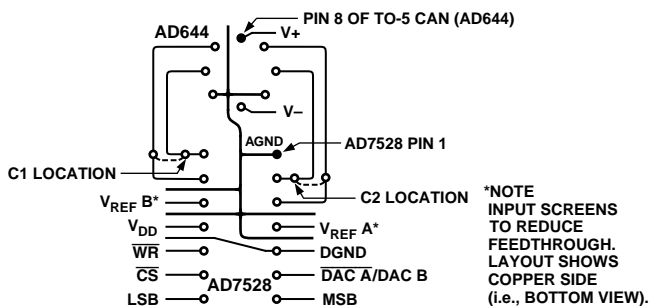 PIN 8 OF TO-5 CAN (AD644)
AD644
V+
V–
AGND
AD7528 PIN 1
C1 LOCATION
C2 LOCATION
VREF B*
VDD
VREF A*
WR
DGND
CS
AD7528
DAC A/DAC B
LSB
MSB
*NOTE
INPUT SCREENS
TO REDUCE
FEEDTHROUGH.
LAYOUT SHOWS
COPPER SIDE
(i.e., BOTTOM VIEW).